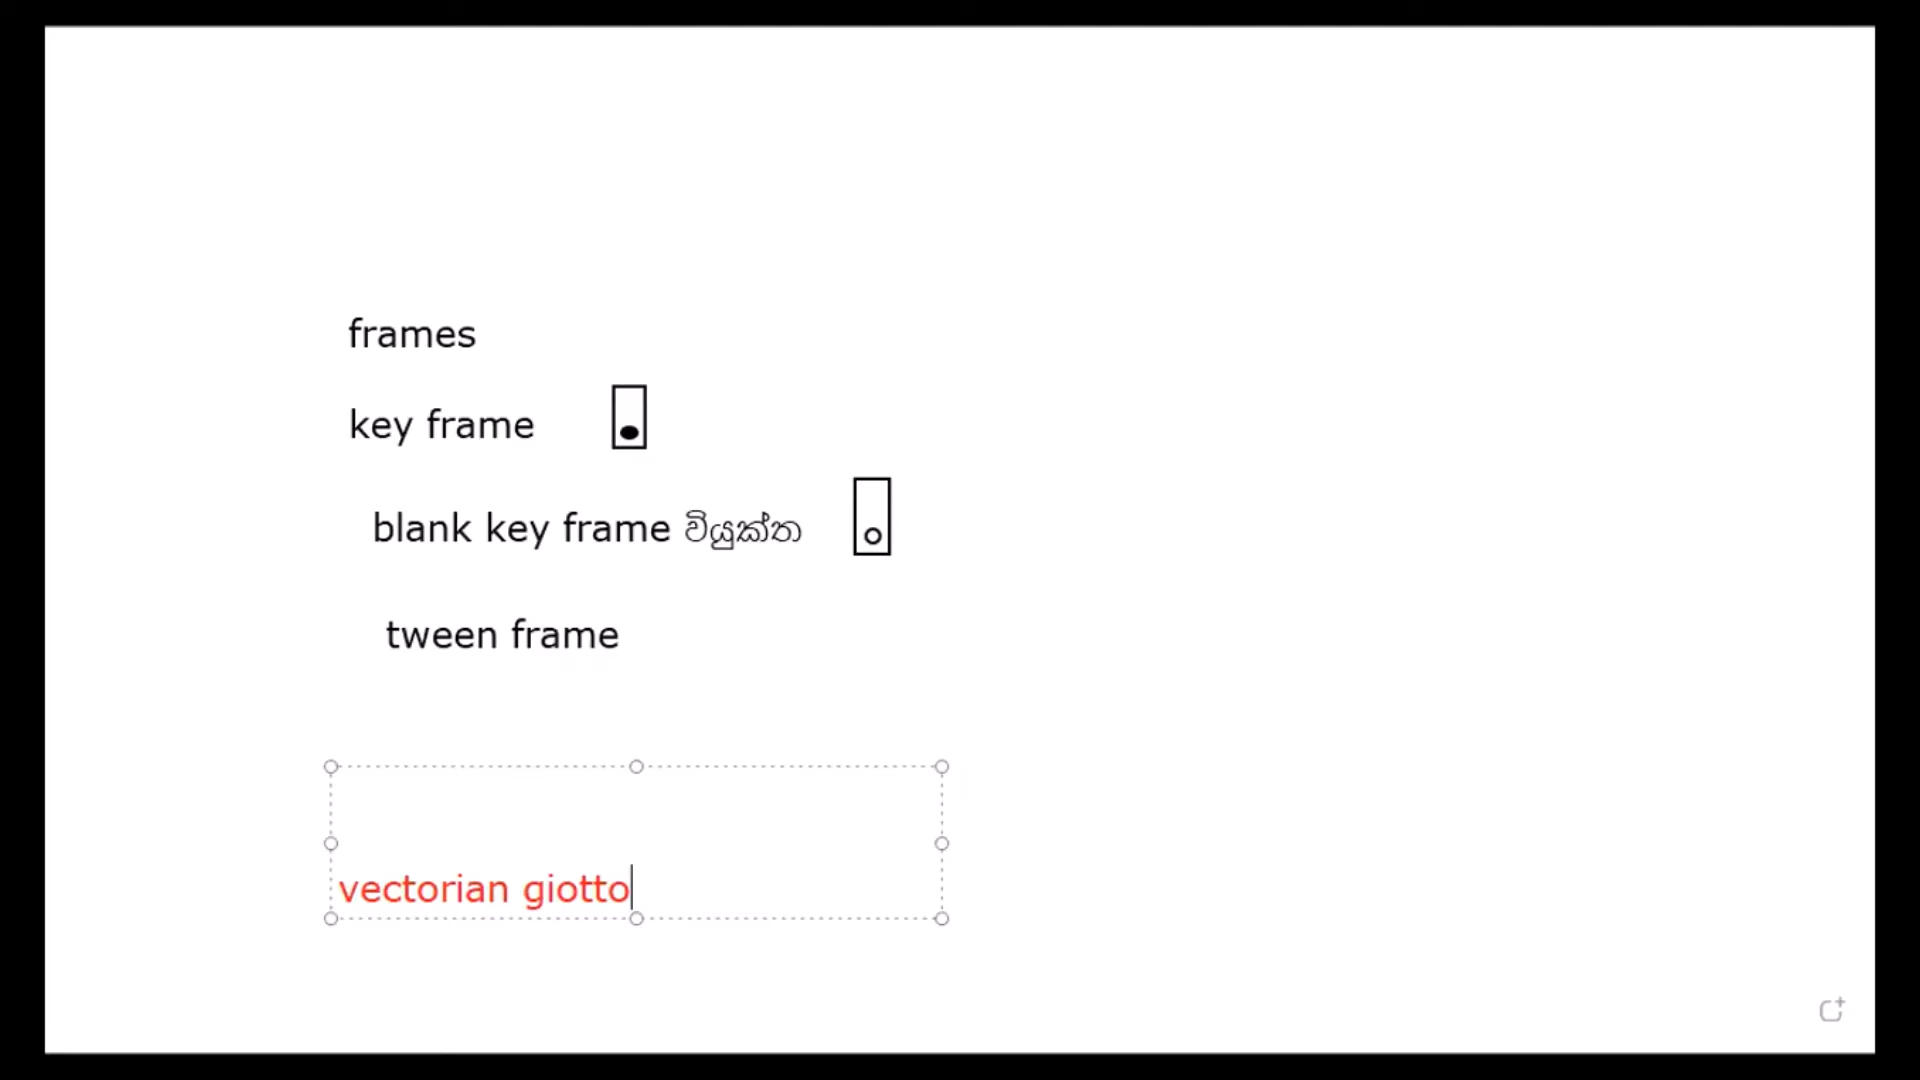 frames
key frame
blank key frame වියුක්ත
tween frame
vectorian giotto